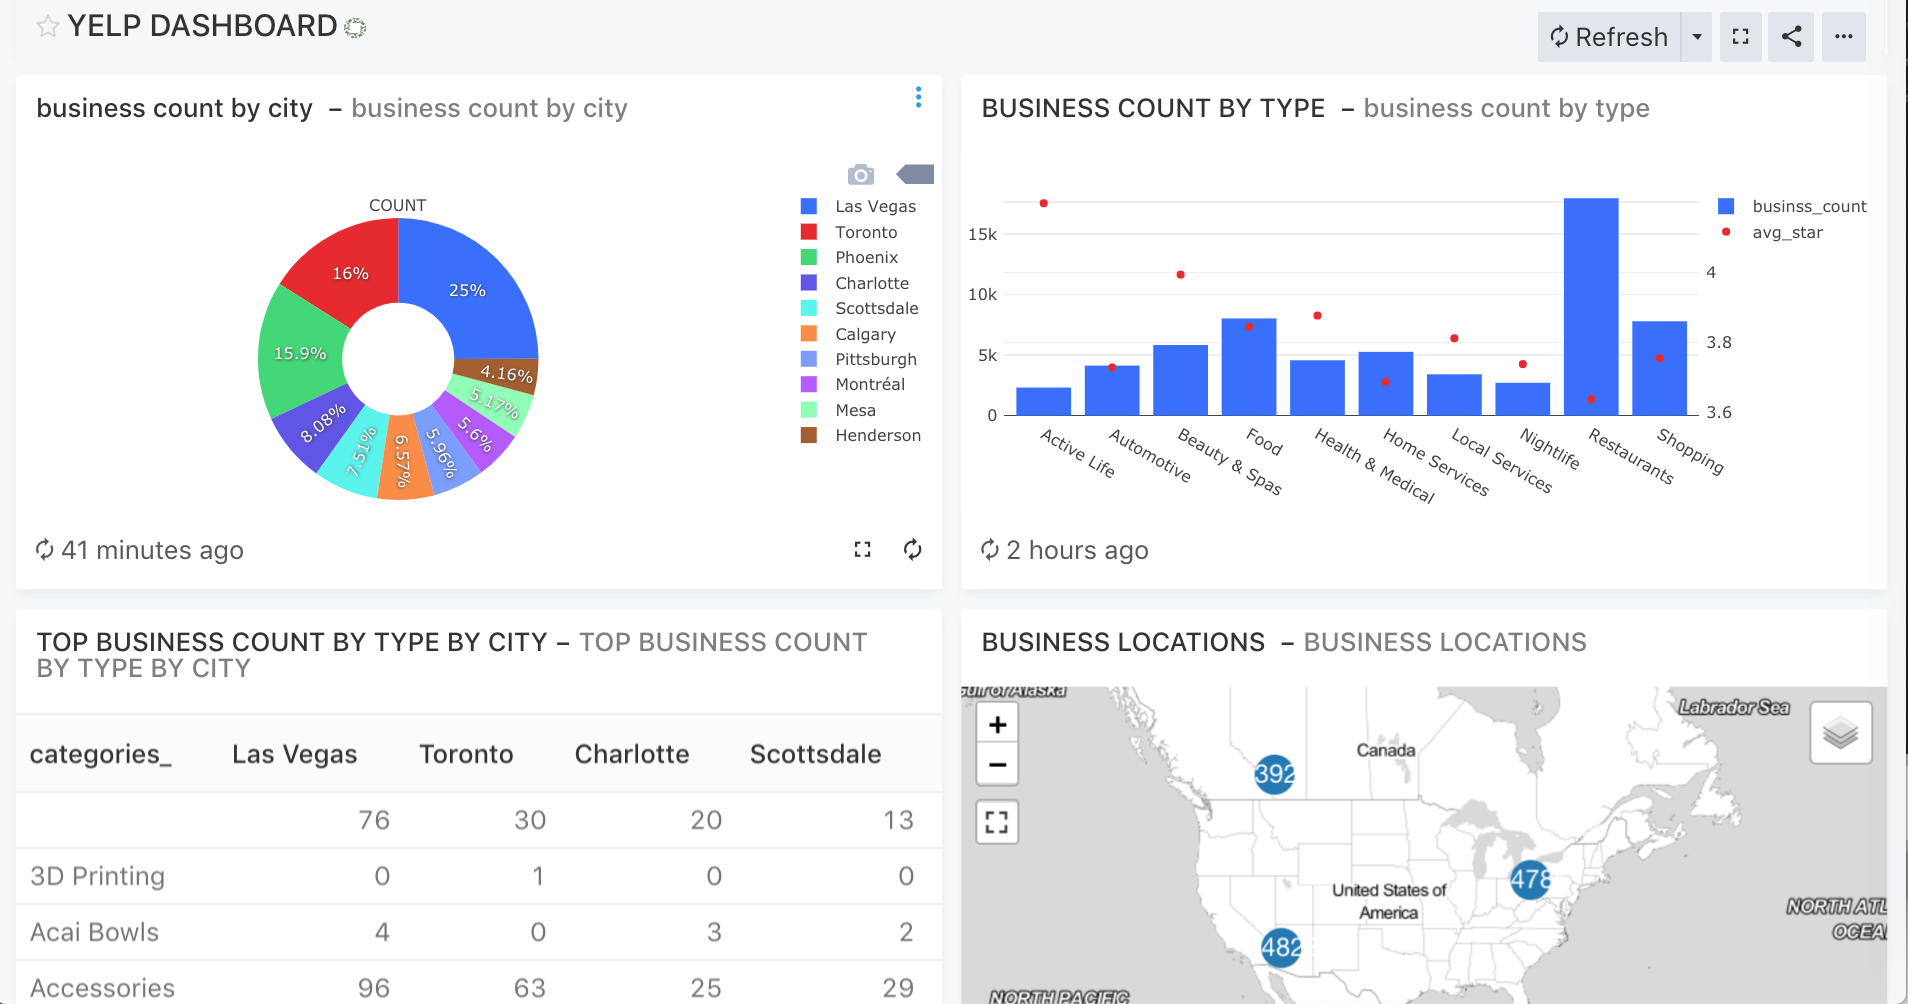 YELP DASHBOARD
Refresh
business count by city – business count by city
COUNT
25%
16%
15.9%
8.08%
7.51%
6.57%
5.96%
5.6%
5.17%
4.16%
Las Vegas
Toronto
Phoenix
Charlotte
Scottsdale
Calgary
Pittsburgh
Montréal
Mesa
Henderson
41 minutes ago
BUSINESS COUNT BY TYPE – business count by type
15k
10k
5k
0
4
3.8
3.6
businss_count
avg_star
Active Life
Automotive
Beauty & Spas
Food
Health & Medical
Home Services
Local Services
Nightlife
Restaurants
Shopping
2 hours ago
TOP BUSINESS COUNT BY TYPE BY CITY – TOP BUSINESS COUNT
BY TYPE BY CITY
categories_ Las Vegas Toronto Charlotte Scottsdale
76 30 20 13
3D Printing 0 1 0 0
Acai Bowls 4 0 3 2
Accessories 96 63 25 29
BUSINESS LOCATIONS – BUSINESS LOCATIONS
Gulf of Alaska
Labrador Sea
+
−
Canada
392
478
United States of
America
482
NORTH ATL
OCEA
NORTH PACIFIC